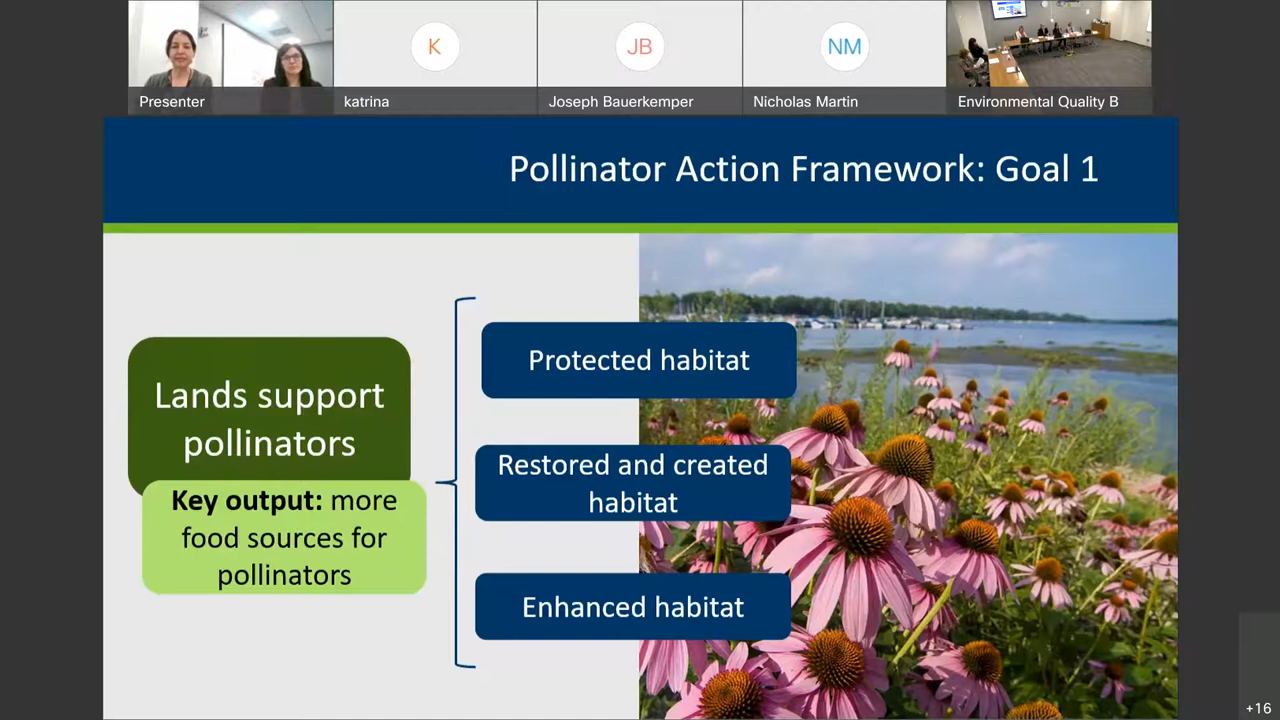 K
JB
NM
Presenter
katrina
Joseph Bauerkemper
Nicholas Martin
Environmental Quality B
Pollinator Action Framework: Goal 1
Lands support
pollinators
Key output: more
food sources for
pollinators
Protected habitat
Restored and created
habitat
Enhanced habitat
+16